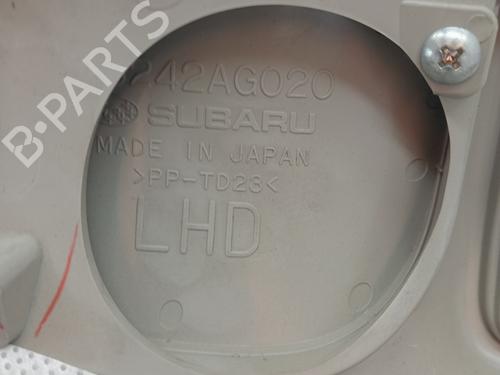 B-PARTS
242AG020
SUBARU
MADE IN JAPAN
>PP-TD23<
LHD